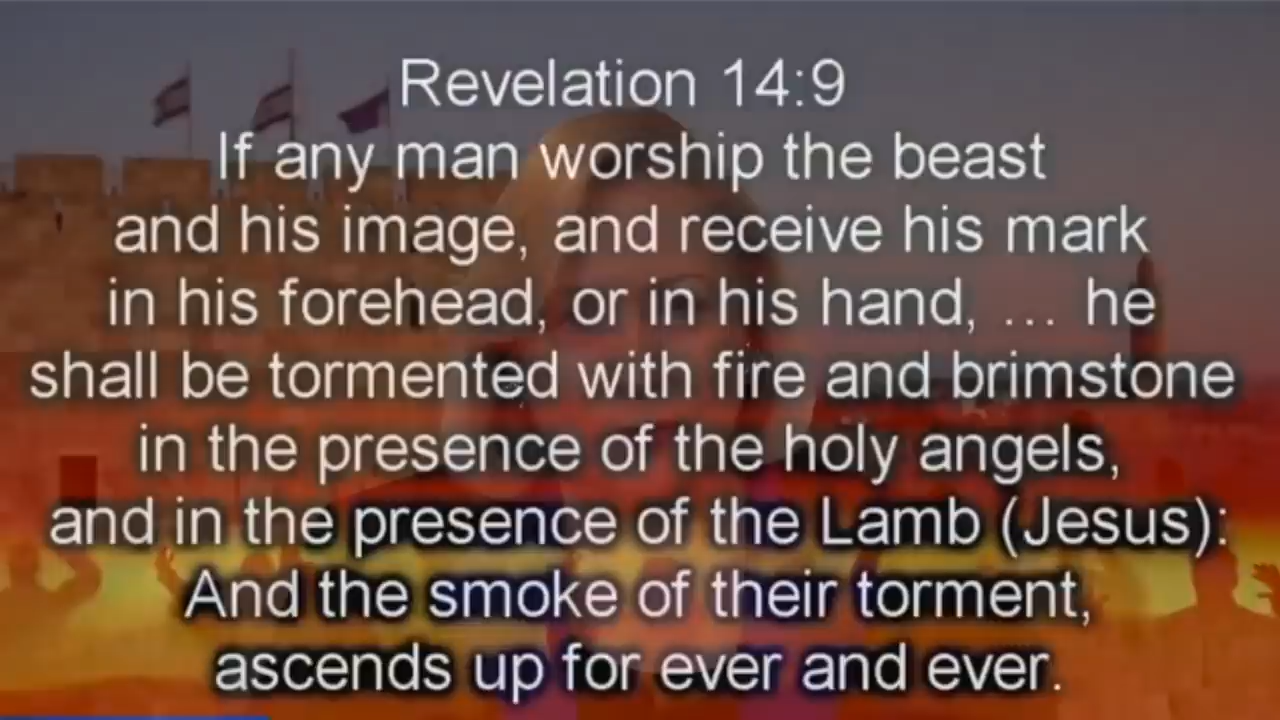 Revelation 14:9
If any man worship the beast
and his image, and receive his mark
in his forehead, or in his hand, ... he
shall be tormented with fire and brimstone
in the presence of the holy angels,
and in the presence of the Lamb (Jesus):
And the smoke of their torment,
ascends up for ever and ever.